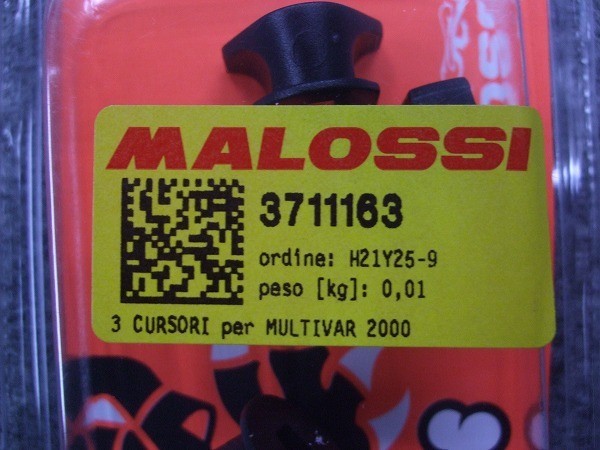 MALOSSI
3711163
ordine: H21Y25-9
peso [kg]: 0,01
3 CURSORI per MULTIVAR 2000